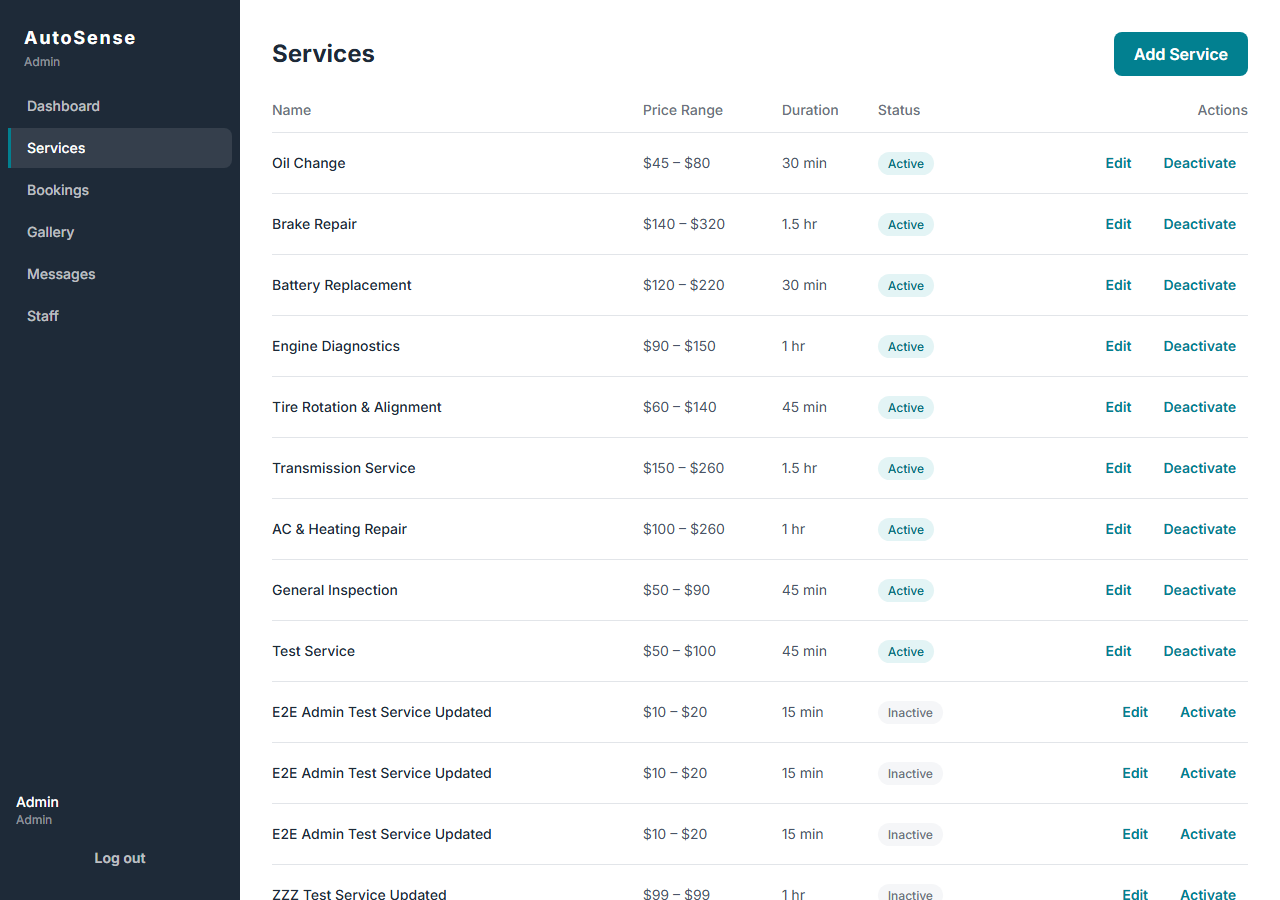 AutoSense
Admin
Dashboard
Services
Bookings
Gallery
Messages
Staff
Admin
Admin
Log out
Services
Add Service
Name Price Range Duration Status Actions
Oil Change $45 – $80 30 min Active Edit Deactivate
Brake Repair $140 – $320 1.5 hr Active Edit Deactivate
Battery Replacement $120 – $220 30 min Active Edit Deactivate
Engine Diagnostics $90 – $150 1 hr Active Edit Deactivate
Tire Rotation & Alignment $60 – $140 45 min Active Edit Deactivate
Transmission Service $150 – $260 1.5 hr Active Edit Deactivate
AC & Heating Repair $100 – $260 1 hr Active Edit Deactivate
General Inspection $50 – $90 45 min Active Edit Deactivate
Test Service $50 – $100 45 min Active Edit Deactivate
E2E Admin Test Service Updated $10 – $20 15 min Inactive Edit Activate
E2E Admin Test Service Updated $10 – $20 15 min Inactive Edit Activate
E2E Admin Test Service Updated $10 – $20 15 min Inactive Edit Activate
ZZZ Test Service Updated $99 – $99 1 hr Inactive Edit Activate